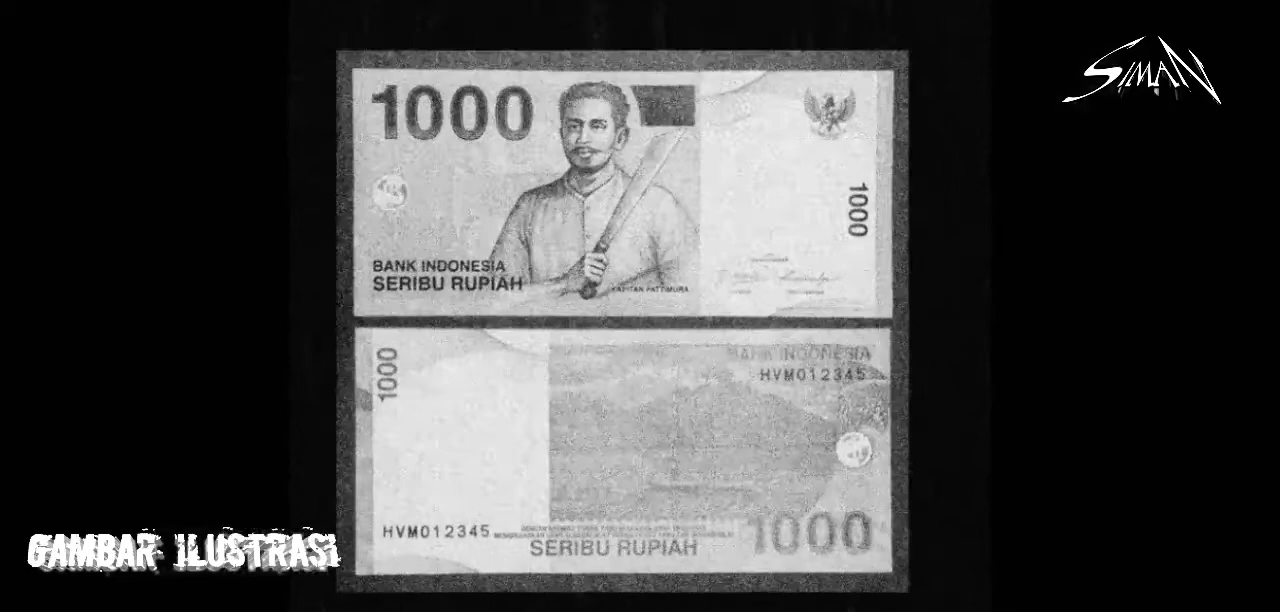 SIMAN
1000
1000
BANK INDONESIA
SERIBU RUPIAH
KAPITAN PATTIMURA
1000
BANK INDONESIA
HVM012345
HVM012345
SERIBU RUPIAH
1000
GAMBAR ILUSTRASI